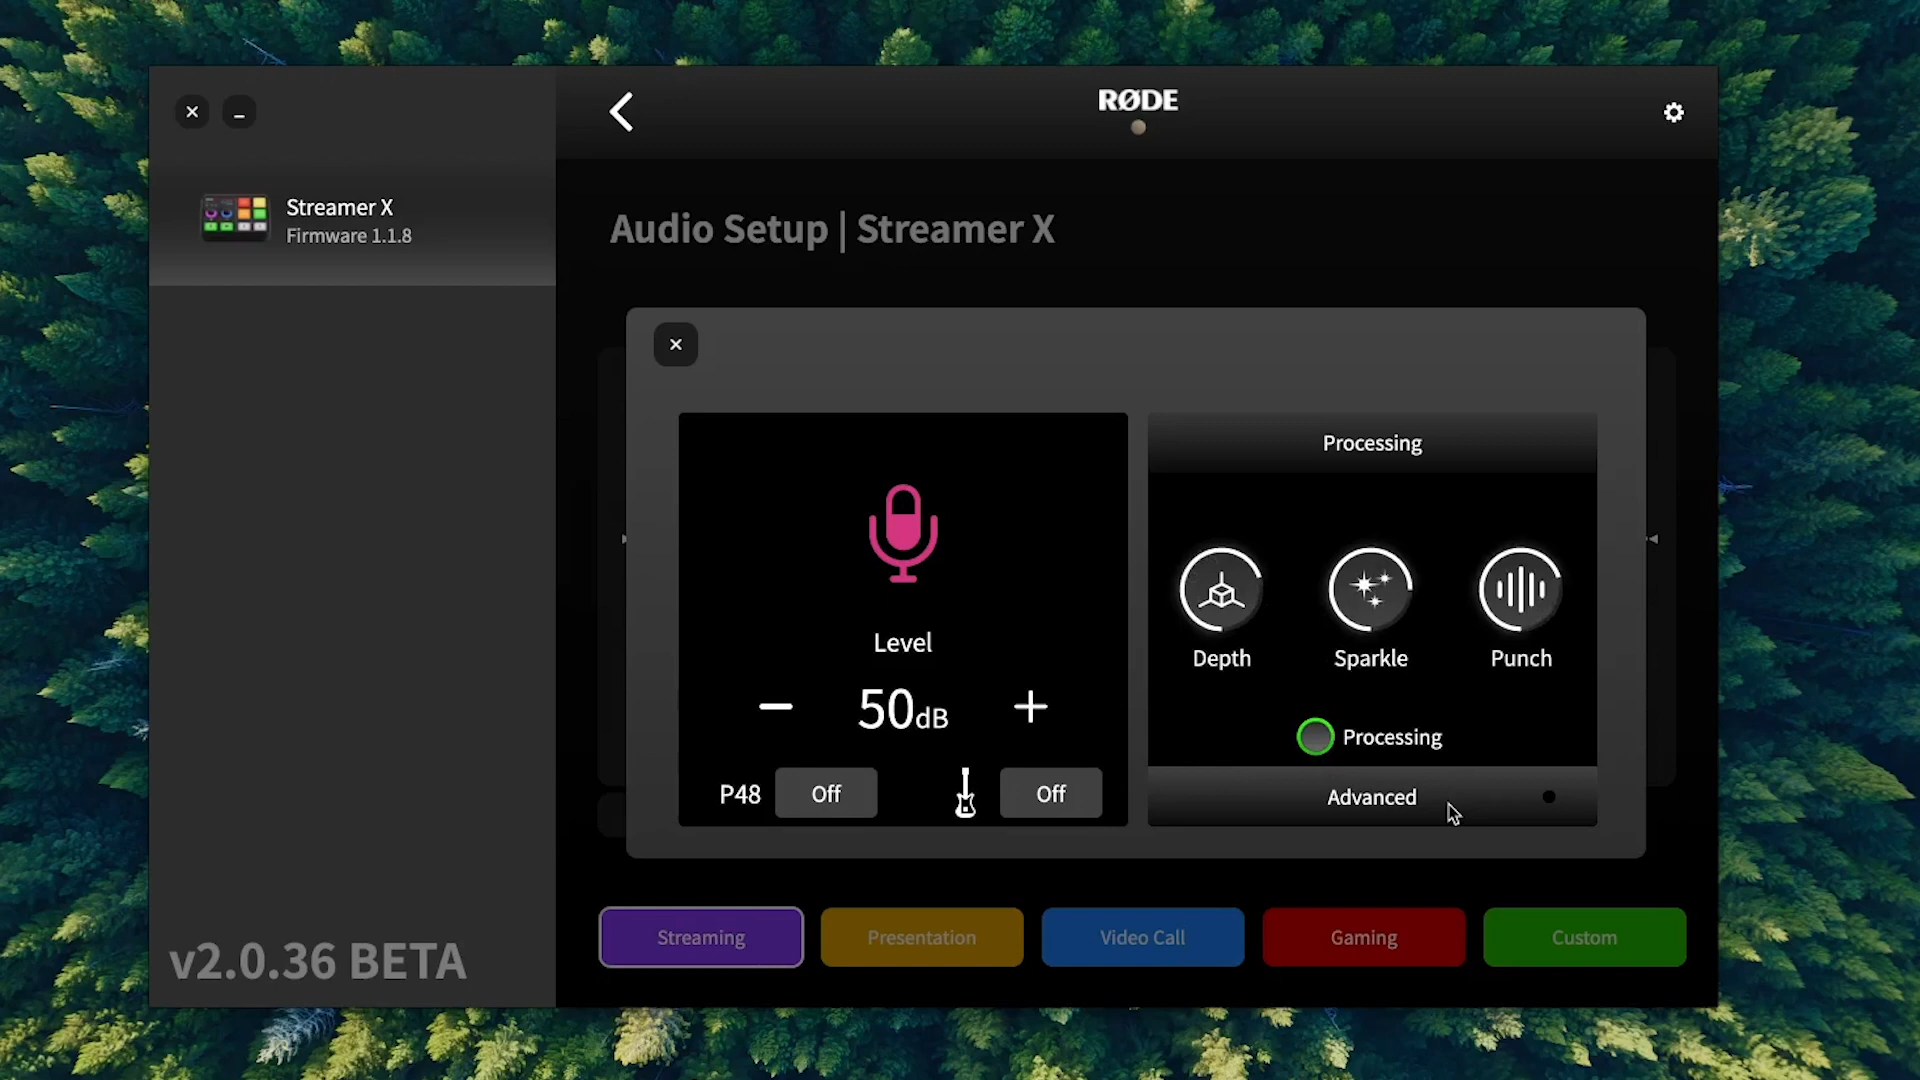 RØDE
Streamer X
Firmware 1.1.8
Audio Setup | Streamer X
Processing
Level
50dB
P48 Off Off
Depth Sparkle Punch
Processing
Advanced
Streaming Presentation Video Call Gaming Custom
v2.0.36 BETA